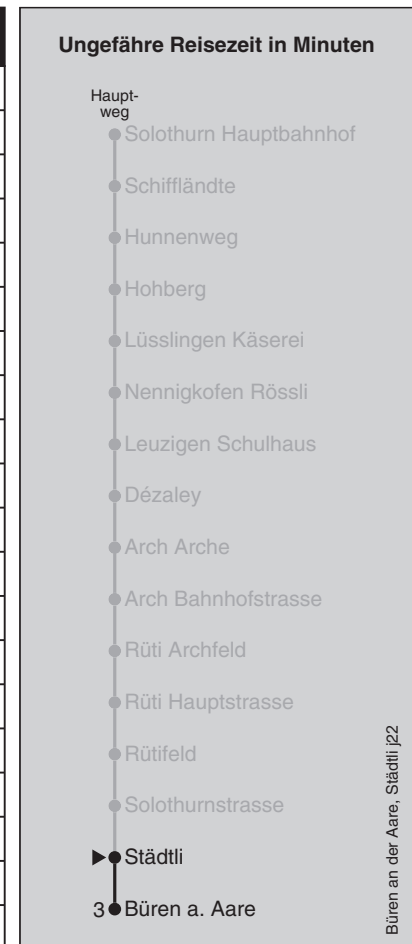 Ungefähre Reisezeit in Minuten
Haupt-
weg
Solothurn Hauptbahnhof
Schiffländte
Hunnenweg
Hohberg
Lüsslingen Käserei
Nennigkofen Rössli
Leuzigen Schulhaus
Dézaley
Arch Arche
Arch Bahnhofstrasse
Rüti Archfeld
Rüti Hauptstrasse
Rütifeld
Solothurnstrasse
Städtli
3 Büren a. Aare
Büren an der Aare, Städtli j22